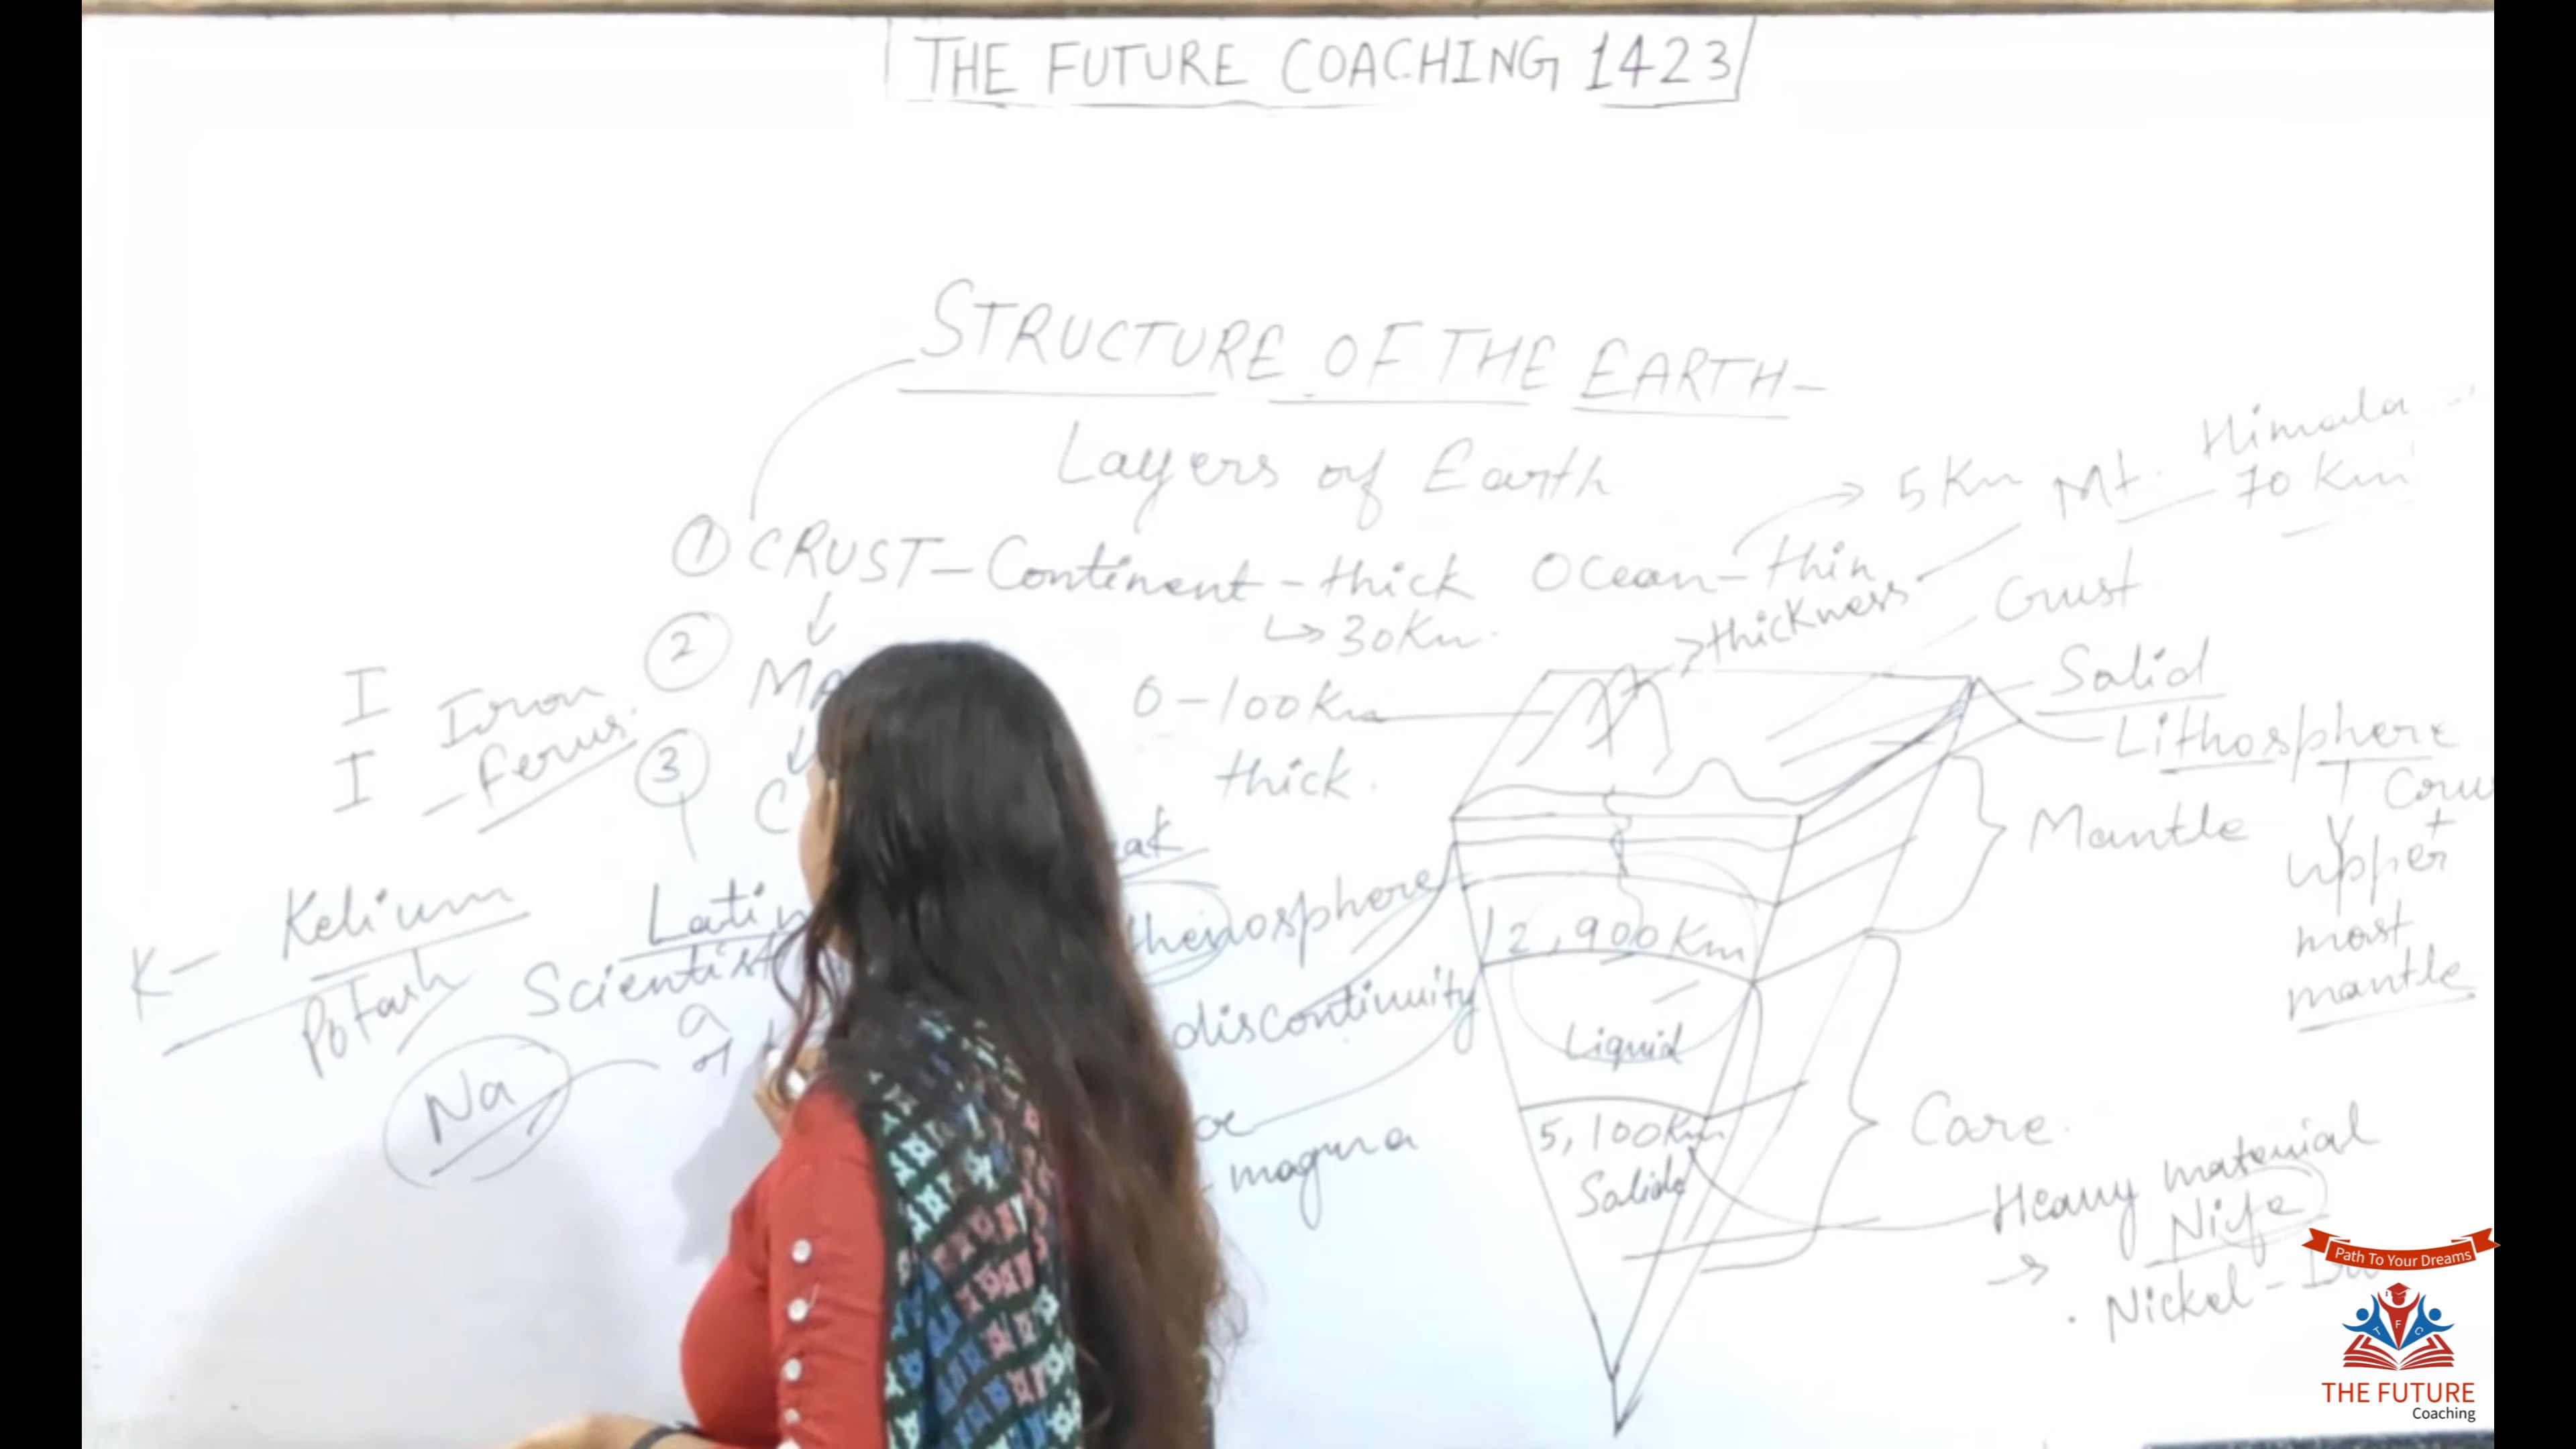 THE FUTURE COACHING 1423
STRUCTURE OF THE EARTH-
Layers of Earth
① CRUST - Continent - thick Ocean - thin
→ 5 Km
Mt. Himala
70 Km
↳ 30 Km.
thickness
Crust
②
0-100 Km
thick.
Solid
Lithosphere
upper
most
mantle
Mantle
③
I
I
Iron
- ferus.
K- Kelium
Potash
Latin
Scientist
a
Na
discontinuity
magma
12,900 Km
Liquid
5,100 Km
Solid
Core.
Heavy material
Nife
→ Nickel -
Path To Your Dreams
T F C
THE FUTURE
Coaching